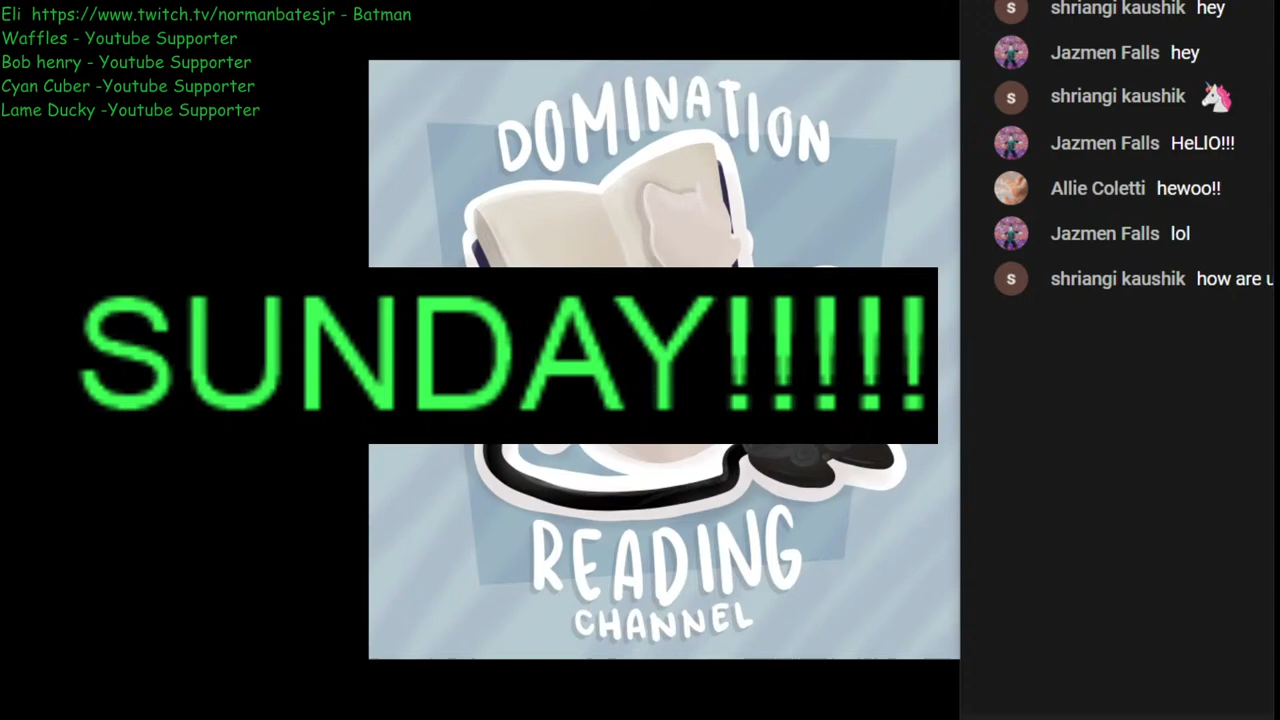 Eli https://www.twitch.tv/normanbatesjr - Batman
Waffles - Youtube Supporter
Bob henry - Youtube Supporter
Cyan Cuber -Youtube Supporter
Lame Ducky -Youtube Supporter
DOMINATION
SUNDAY!!!!!
READING
CHANNEL
s shriangi kaushik hey
Jazmen Falls hey
s shriangi kaushik 🦄
Jazmen Falls HeLlO!!!
Allie Coletti hewoo!!
Jazmen Falls lol
s shriangi kaushik how are u